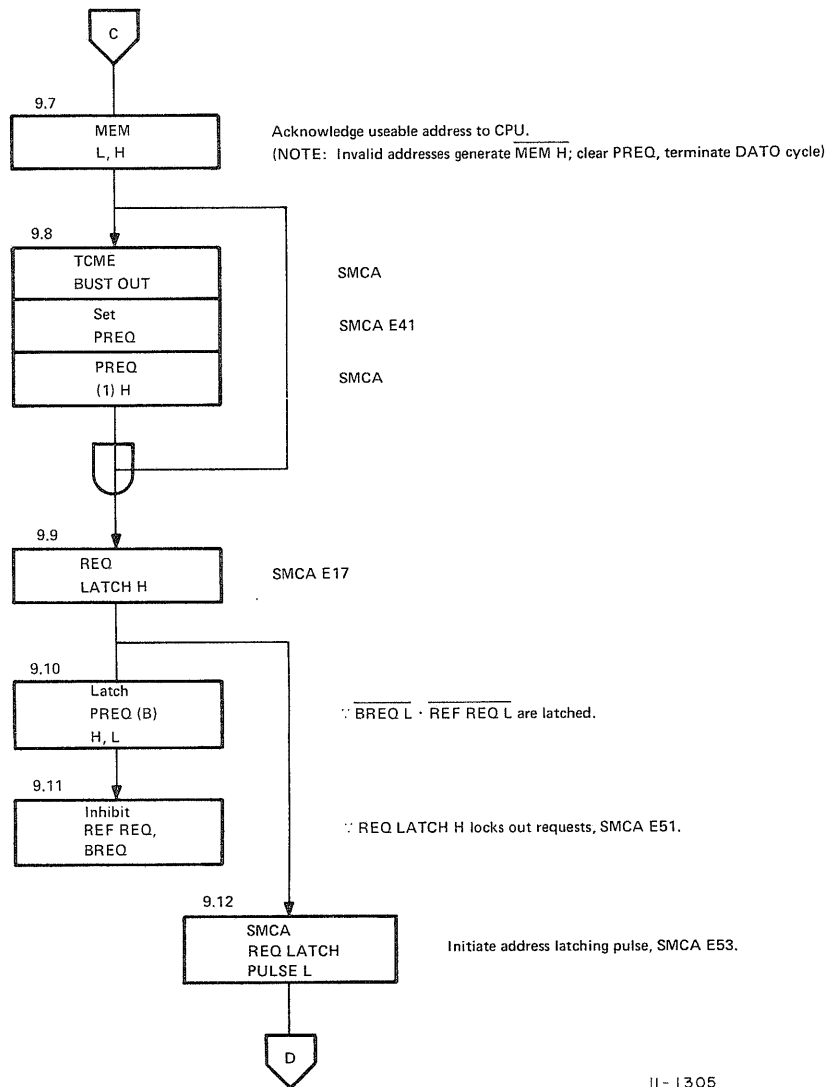 C
9.7
MEM
L, H
Acknowledge useable address to CPU.
(NOTE: Invalid addresses generate MEM H; clear PREQ, terminate DATO cycle)
9.8
TCME
BUST OUT
SMCA
Set
PREQ
SMCA E41
PREQ
(1) H
SMCA
9.9
REQ
LATCH H
SMCA E17
9.10
Latch
PREQ (B)
H, L
∵ BREQ L · REF REQ L are latched.
9.11
Inhibit
REF REQ,
BREQ
∵ REQ LATCH H locks out requests, SMCA E51.
9.12
SMCA
REQ LATCH
PULSE L
Initiate address latching pulse, SMCA E53.
D
II-1305